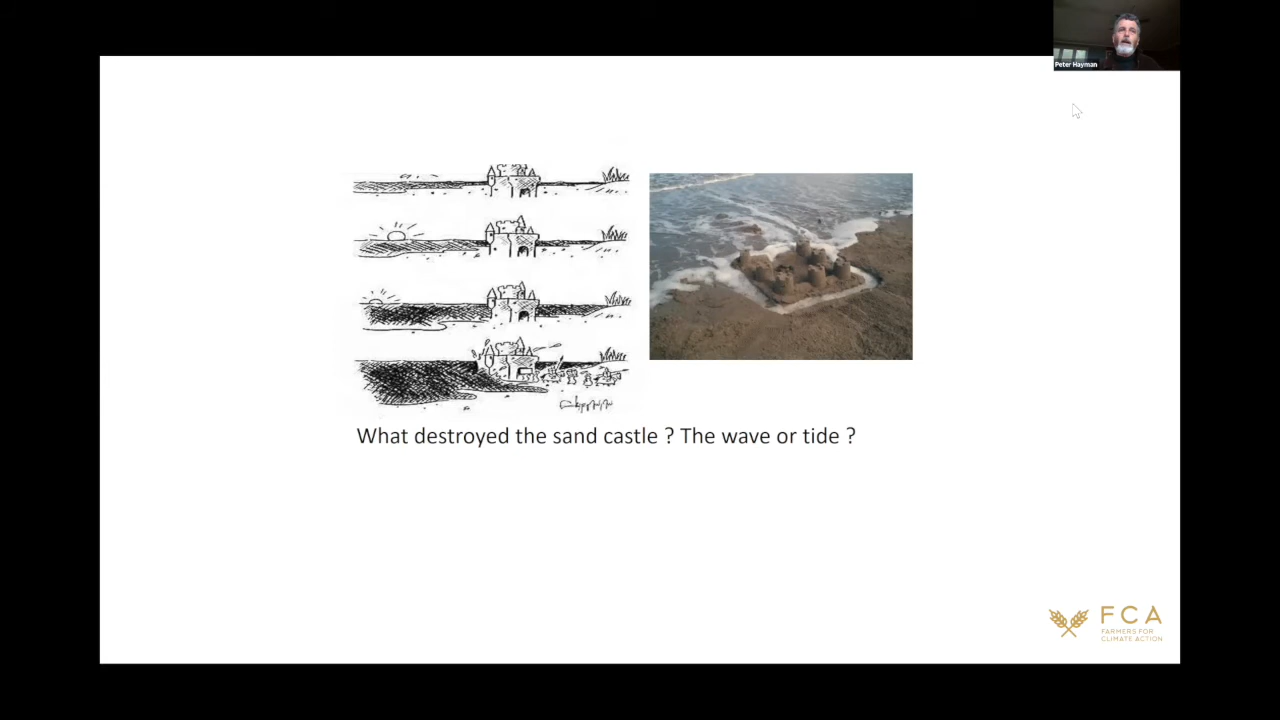 Peter Hayman
What destroyed the sand castle ? The wave or tide ?
FCA
FARMERS FOR
CLIMATE ACTION